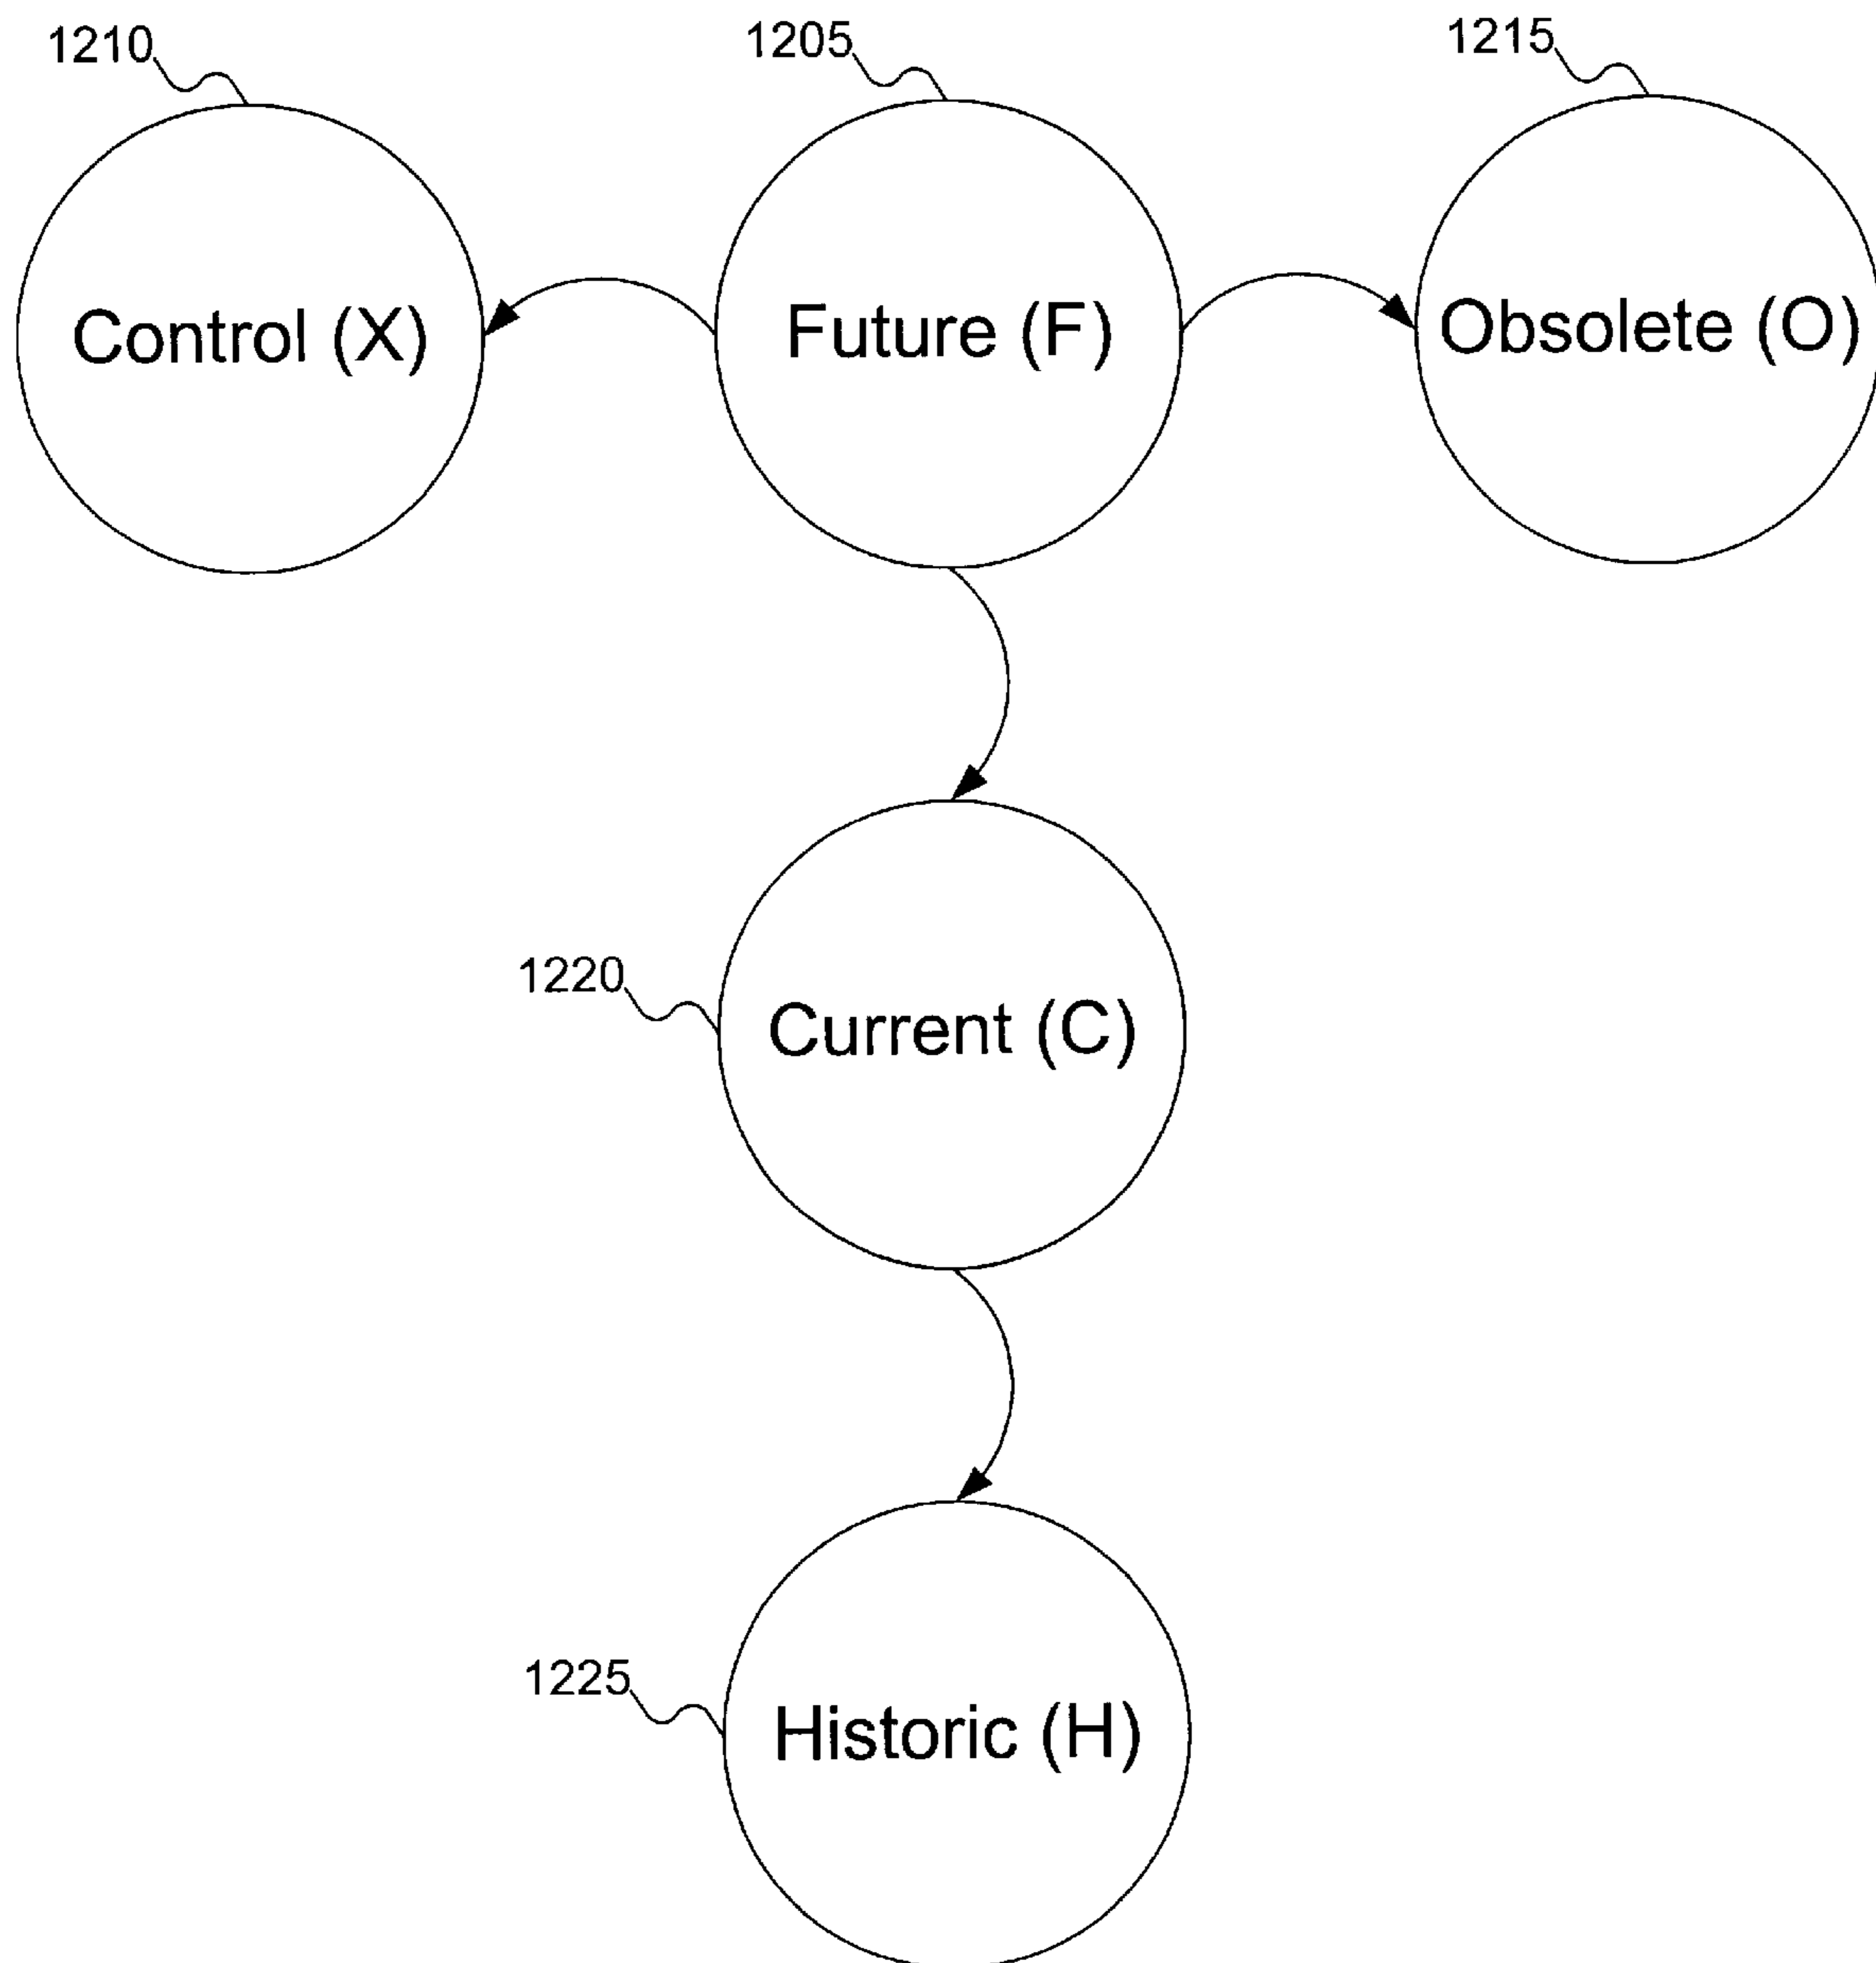 1210
1205
1215
Control (X)
Future (F)
Obsolete (O)
1220
Current (C)
1225
Historic (H)